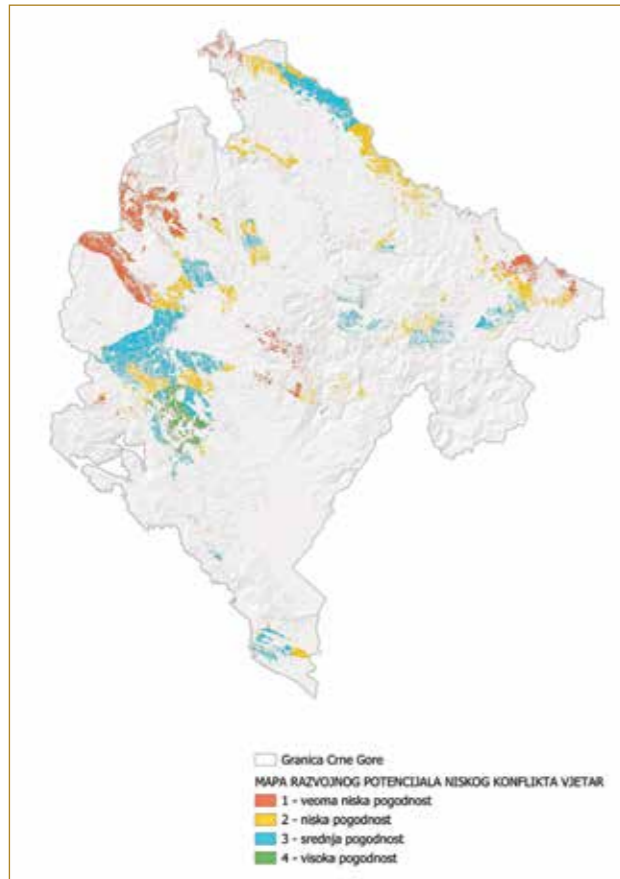 Granica Crne Gore
MAPA RAZVOJNOG POTENCIJALA NISKOG KONFLIKTA VJETAR
1 - veoma niska pogodnost
2 - niska pogodnost
3 - srednja pogodnost
4 - visoka pogodnost